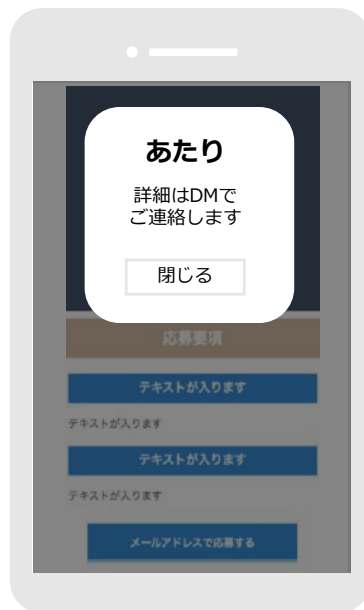 あたり
詳細はDMで
ご連絡します
閉じる
応募要項
テキストが入ります
テキストが入ります
テキストが入ります
テキストが入ります
メールアドレスで応募する